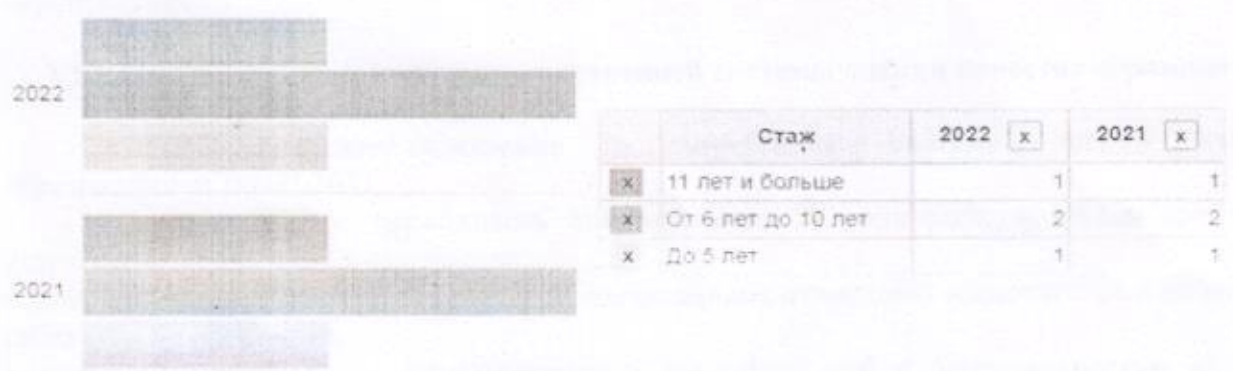 2022
2021
Стаж 2022 x 2021 x
x 11 лет и больше 1 1
x От 6 лет до 10 лет 2 2
x До 5 лет 1 1